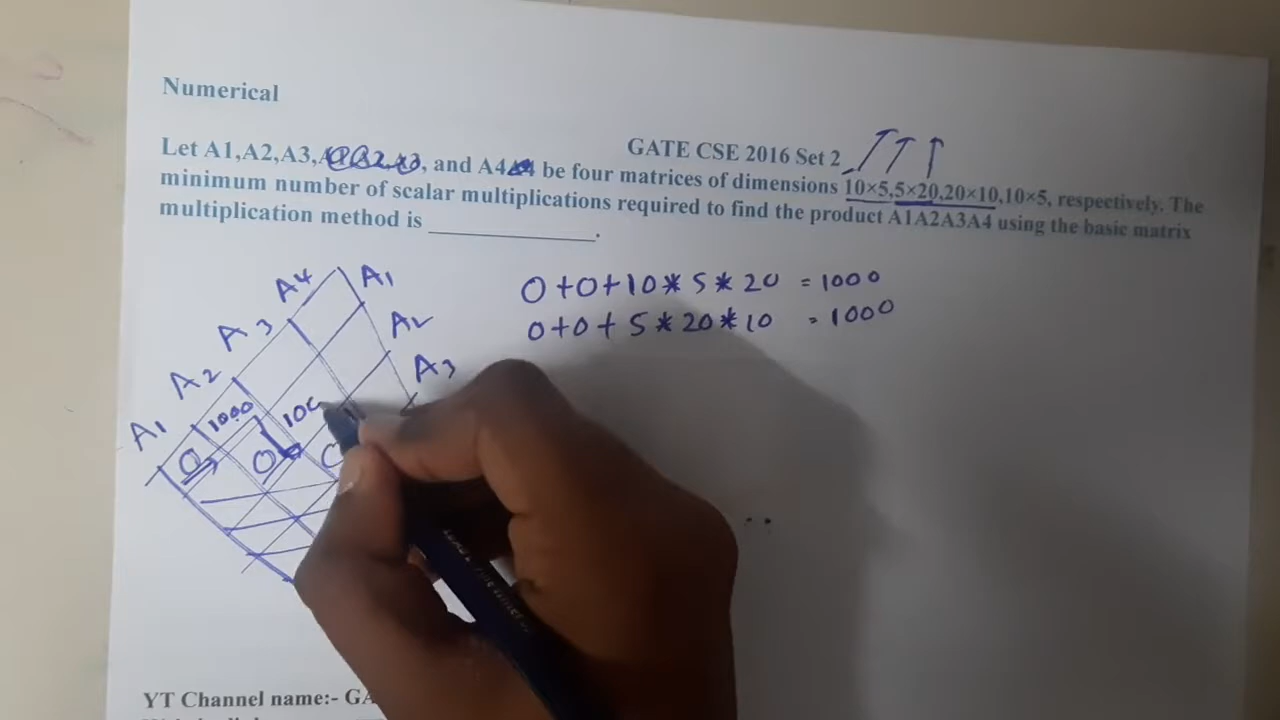 Numerical
GATE CSE 2016 Set 2
Let A1,A2,A3, and A4 be four matrices of dimensions 10×5,5×20,20×10,10×5, respectively. The
minimum number of scalar multiplications required to find the product A1A2A3A4 using the basic matrix
multiplication method is ____________.
A4 A1
0+0+10*5*20 = 1000
A3 A2
0+0+5*20*10 = 1000
A2 A3
A1 1000
0 0
YT Channel name:- GA